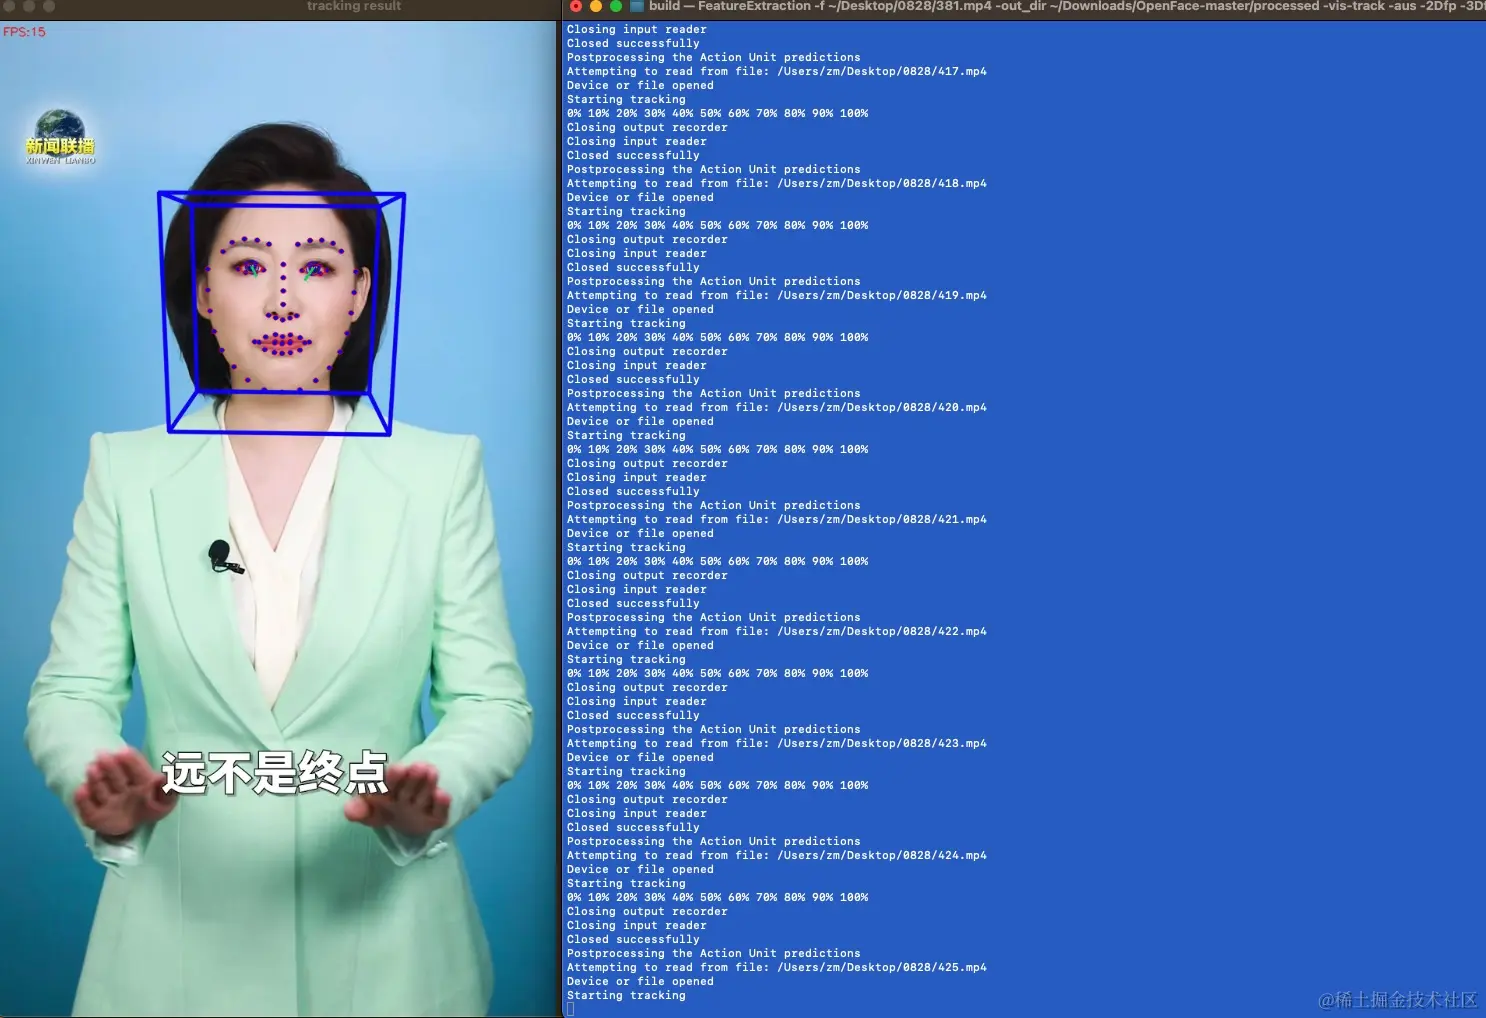 tracking result
FPS:15
新闻联播
XINWEN LIANBO
远不是终点
build — FeatureExtraction -f ~/Desktop/0828/381.mp4 -out_dir ~/Downloads/OpenFace-master/processed -vis-track -aus -2Dfp -3Df
Closing input reader
Closed successfully
Postprocessing the Action Unit predictions
Attempting to read from file: /Users/zm/Desktop/0828/417.mp4
Device or file opened
Starting tracking
0% 10% 20% 30% 40% 50% 60% 70% 80% 90% 100%
Closing output recorder
Closing input reader
Closed successfully
Postprocessing the Action Unit predictions
Attempting to read from file: /Users/zm/Desktop/0828/418.mp4
Device or file opened
Starting tracking
0% 10% 20% 30% 40% 50% 60% 70% 80% 90% 100%
Closing output recorder
Closing input reader
Closed successfully
Postprocessing the Action Unit predictions
Attempting to read from file: /Users/zm/Desktop/0828/419.mp4
Device or file opened
Starting tracking
0% 10% 20% 30% 40% 50% 60% 70% 80% 90% 100%
Closing output recorder
Closing input reader
Closed successfully
Postprocessing the Action Unit predictions
Attempting to read from file: /Users/zm/Desktop/0828/420.mp4
Device or file opened
Starting tracking
0% 10% 20% 30% 40% 50% 60% 70% 80% 90% 100%
Closing output recorder
Closing input reader
Closed successfully
Postprocessing the Action Unit predictions
Attempting to read from file: /Users/zm/Desktop/0828/421.mp4
Device or file opened
Starting tracking
0% 10% 20% 30% 40% 50% 60% 70% 80% 90% 100%
Closing output recorder
Closing input reader
Closed successfully
Postprocessing the Action Unit predictions
Attempting to read from file: /Users/zm/Desktop/0828/422.mp4
Device or file opened
Starting tracking
0% 10% 20% 30% 40% 50% 60% 70% 80% 90% 100%
Closing output recorder
Closing input reader
Closed successfully
Postprocessing the Action Unit predictions
Attempting to read from file: /Users/zm/Desktop/0828/423.mp4
Device or file opened
Starting tracking
0% 10% 20% 30% 40% 50% 60% 70% 80% 90% 100%
Closing output recorder
Closing input reader
Closed successfully
Postprocessing the Action Unit predictions
Attempting to read from file: /Users/zm/Desktop/0828/424.mp4
Device or file opened
Starting tracking
0% 10% 20% 30% 40% 50% 60% 70% 80% 90% 100%
Closing output recorder
Closing input reader
Closed successfully
Postprocessing the Action Unit predictions
Attempting to read from file: /Users/zm/Desktop/0828/425.mp4
Device or file opened
Starting tracking
@稀土掘金技术社区